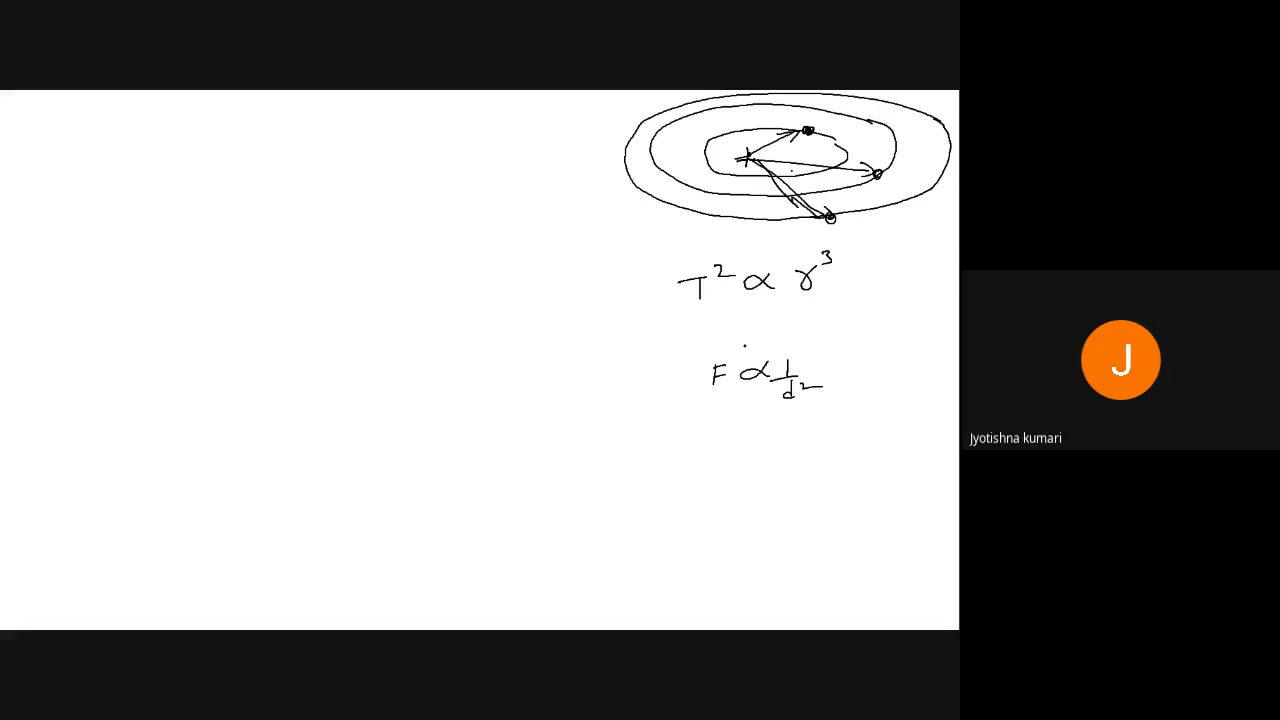 T² ∝ r³
F ∝ 1/d²
J
Jyotishna kumari